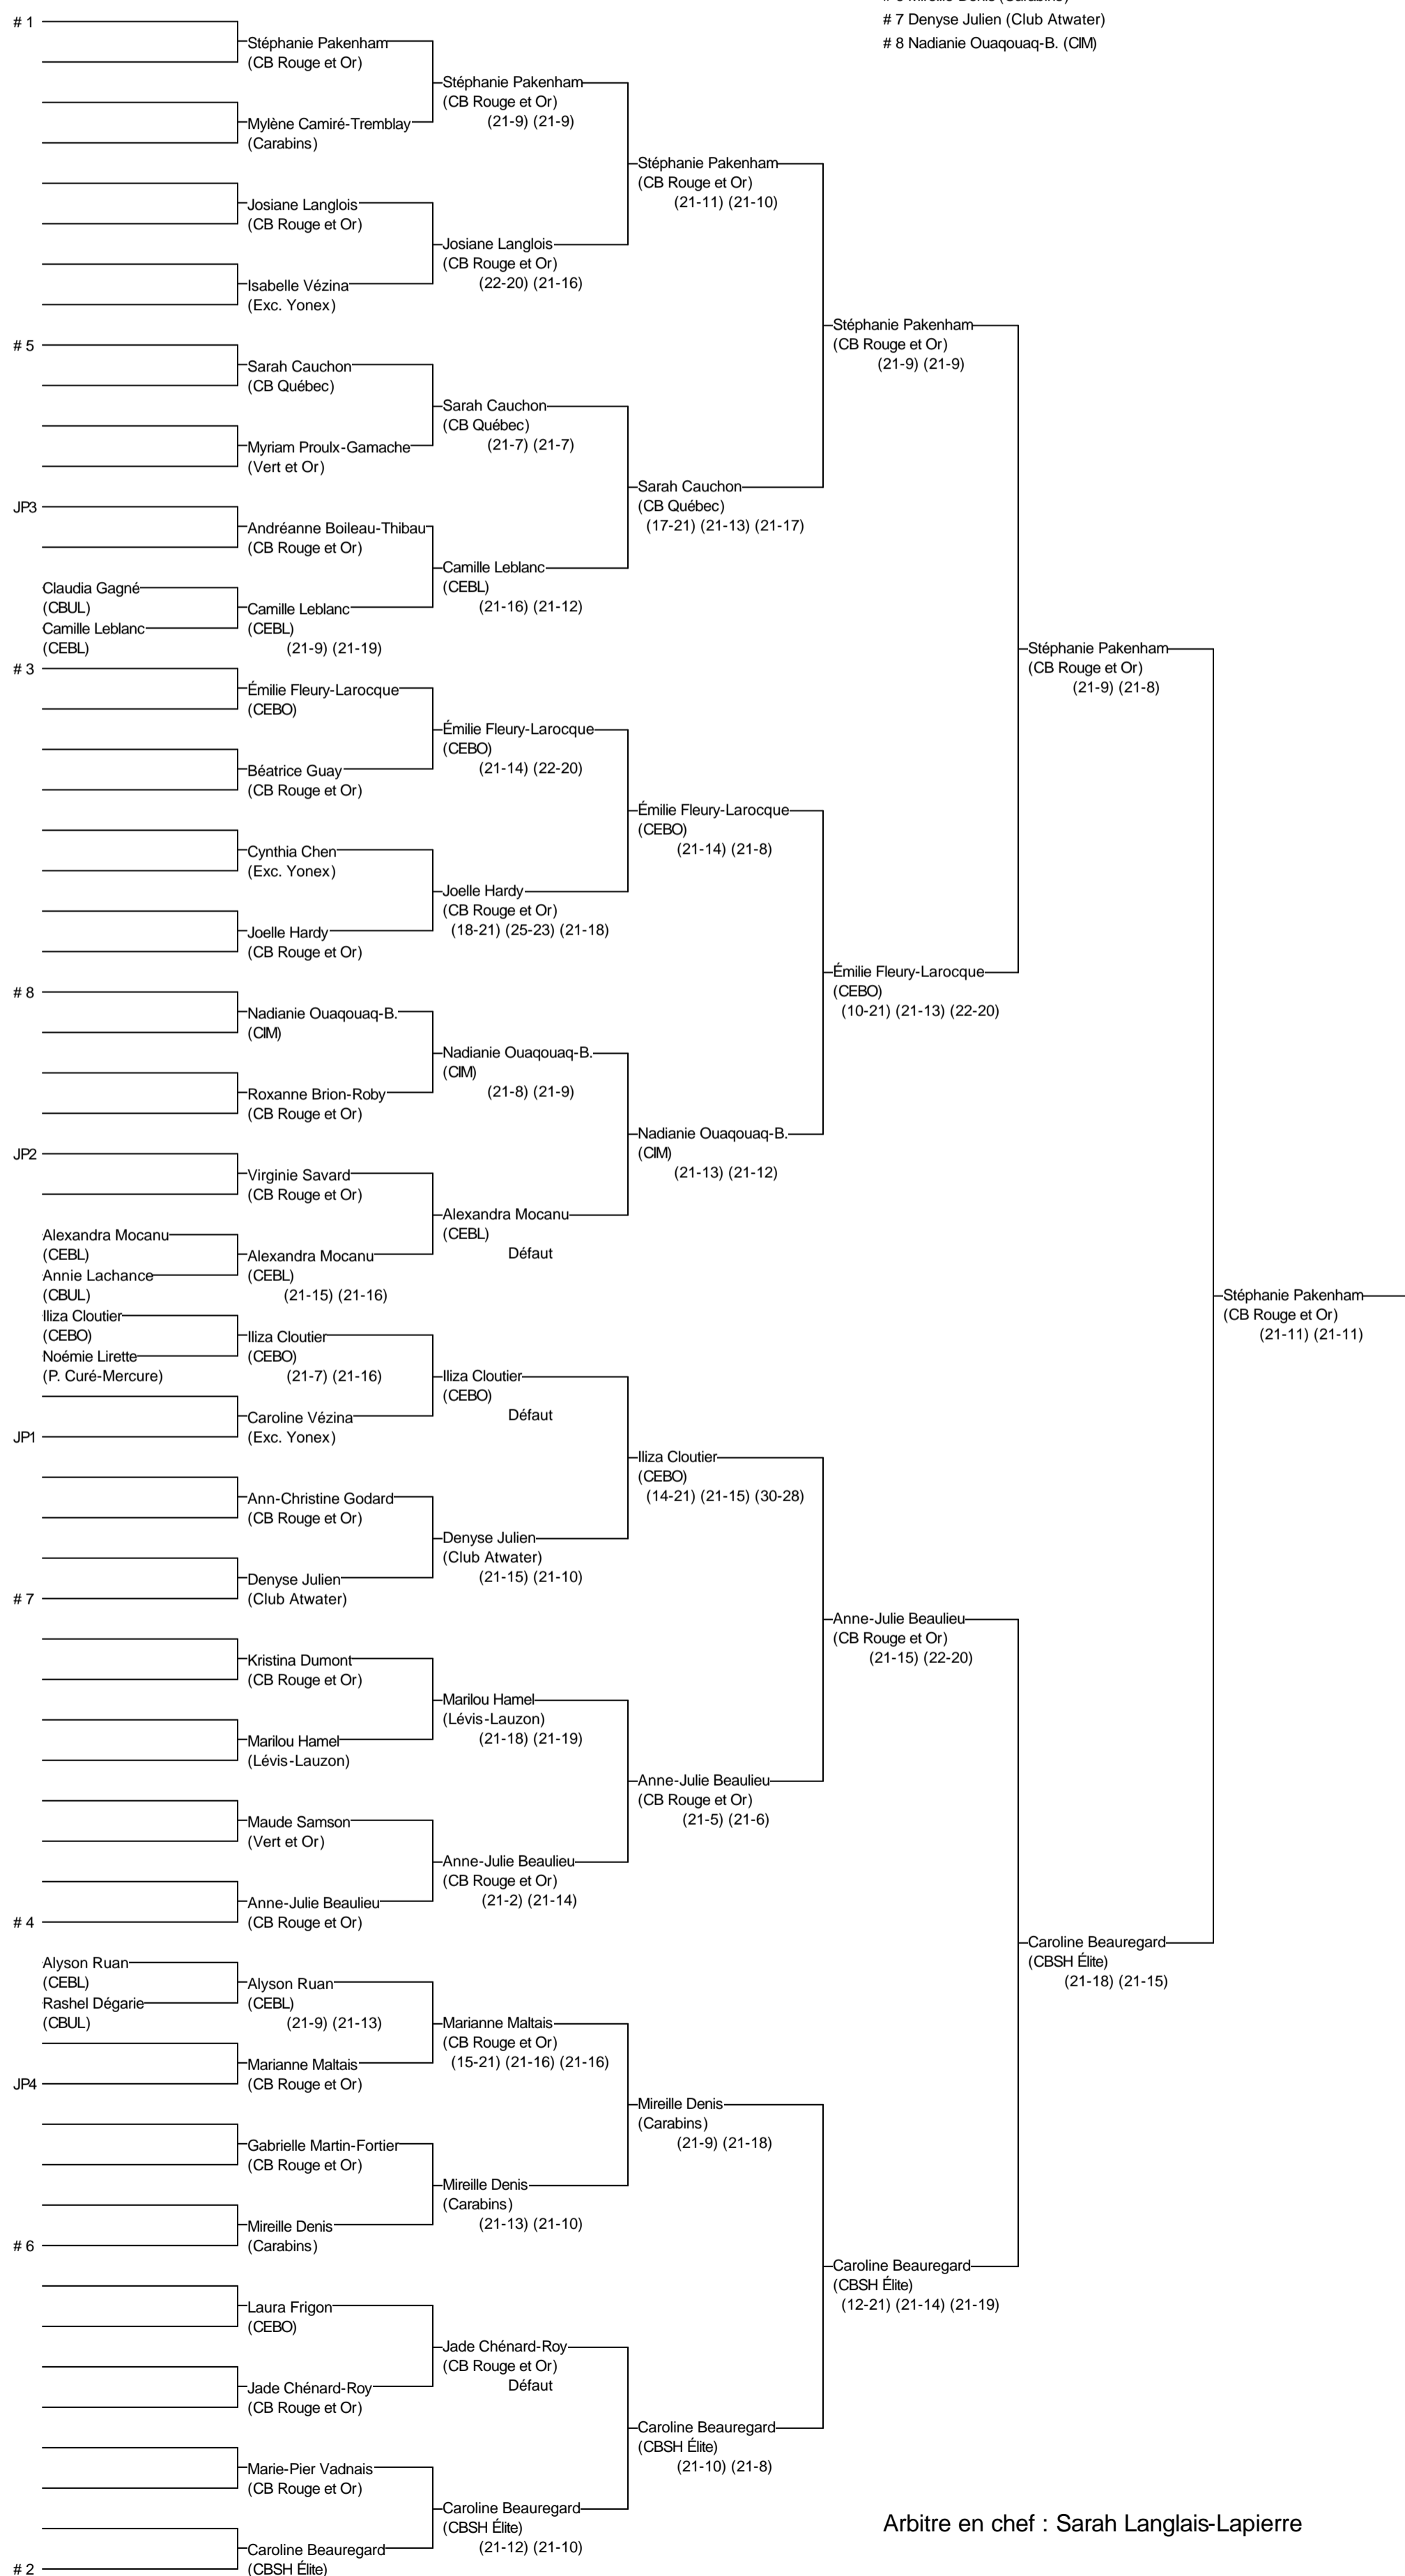 # 7 Denyse Julien (Club Atwater)
# 8 Nadianie Ouaqouaq-B. (CIM)
# 1
Stéphanie Pakenham
(CB Rouge et Or)
Stéphanie Pakenham
(CB Rouge et Or)
(21-9) (21-9)
Mylène Camiré-Tremblay
(Carabins)
Stéphanie Pakenham
(CB Rouge et Or)
(21-11) (21-10)
Josiane Langlois
(CB Rouge et Or)
Josiane Langlois
(CB Rouge et Or)
(22-20) (21-16)
Isabelle Vézina
(Exc. Yonex)
Stéphanie Pakenham
(CB Rouge et Or)
(21-9) (21-9)
# 5
Sarah Cauchon
(CB Québec)
Sarah Cauchon
(CB Québec)
(21-7) (21-7)
Myriam Proulx-Gamache
(Vert et Or)
Sarah Cauchon
(CB Québec)
(17-21) (21-13) (21-17)
JP3
Andréanne Boileau-Thibau
(CB Rouge et Or)
Camille Leblanc
(CEBL)
(21-16) (21-12)
Claudia Gagné
(CBUL)
Camille Leblanc
(CEBL)
Camille Leblanc
(CEBL)
(21-9) (21-19)
Stéphanie Pakenham
(CB Rouge et Or)
(21-9) (21-8)
# 3
Émilie Fleury-Larocque
(CEBO)
Émilie Fleury-Larocque
(CEBO)
(21-14) (22-20)
Béatrice Guay
(CB Rouge et Or)
Émilie Fleury-Larocque
(CEBO)
(21-14) (21-8)
Cynthia Chen
(Exc. Yonex)
Joelle Hardy
(CB Rouge et Or)
(18-21) (25-23) (21-18)
Joelle Hardy
(CB Rouge et Or)
Émilie Fleury-Larocque
(CEBO)
(10-21) (21-13) (22-20)
# 8
Nadianie Ouaqouaq-B.
(CIM)
Nadianie Ouaqouaq-B.
(CIM)
(21-8) (21-9)
Roxanne Brion-Roby
(CB Rouge et Or)
Nadianie Ouaqouaq-B.
(CIM)
(21-13) (21-12)
JP2
Virginie Savard
(CB Rouge et Or)
Alexandra Mocanu
(CEBL)
Défaut
Alexandra Mocanu
(CEBL)
Annie Lachance
(CBUL)
Alexandra Mocanu
(CEBL)
(21-15) (21-16)
Stéphanie Pakenham
(CB Rouge et Or)
(21-11) (21-11)
Iliza Cloutier
(CEBO)
Noémie Lirette
(P. Curé-Mercure)
Iliza Cloutier
(CEBO)
(21-7) (21-16)
Iliza Cloutier
(CEBO)
Défaut
Caroline Vézina
(Exc. Yonex)
JP1
Iliza Cloutier
(CEBO)
(14-21) (21-15) (30-28)
Ann-Christine Godard
(CB Rouge et Or)
Denyse Julien
(Club Atwater)
(21-15) (21-10)
Denyse Julien
(Club Atwater)
# 7
Anne-Julie Beaulieu
(CB Rouge et Or)
(21-15) (22-20)
Kristina Dumont
(CB Rouge et Or)
Marilou Hamel
(Lévis-Lauzon)
(21-18) (21-19)
Marilou Hamel
(Lévis-Lauzon)
Anne-Julie Beaulieu
(CB Rouge et Or)
(21-5) (21-6)
Maude Samson
(Vert et Or)
Anne-Julie Beaulieu
(CB Rouge et Or)
(21-2) (21-14)
Anne-Julie Beaulieu
(CB Rouge et Or)
# 4
Caroline Beauregard
(CBSH Élite)
(21-18) (21-15)
Alyson Ruan
(CEBL)
Rashel Dégarie
(CBUL)
Alyson Ruan
(CEBL)
(21-9) (21-13)
Marianne Maltais
(CB Rouge et Or)
(15-21) (21-16) (21-16)
Marianne Maltais
(CB Rouge et Or)
JP4
Mireille Denis
(Carabins)
(21-9) (21-18)
Gabrielle Martin-Fortier
(CB Rouge et Or)
Mireille Denis
(Carabins)
(21-13) (21-10)
Mireille Denis
(Carabins)
# 6
Caroline Beauregard
(CBSH Élite)
(12-21) (21-14) (21-19)
Laura Frigon
(CEBO)
Jade Chénard-Roy
(CB Rouge et Or)
Défaut
Jade Chénard-Roy
(CB Rouge et Or)
Caroline Beauregard
(CBSH Élite)
(21-10) (21-8)
Marie-Pier Vadnais
(CB Rouge et Or)
Caroline Beauregard
(CBSH Élite)
(21-12) (21-10)
Caroline Beauregard
(CBSH Élite)
# 2
Arbitre en chef : Sarah Langlais-Lapierre